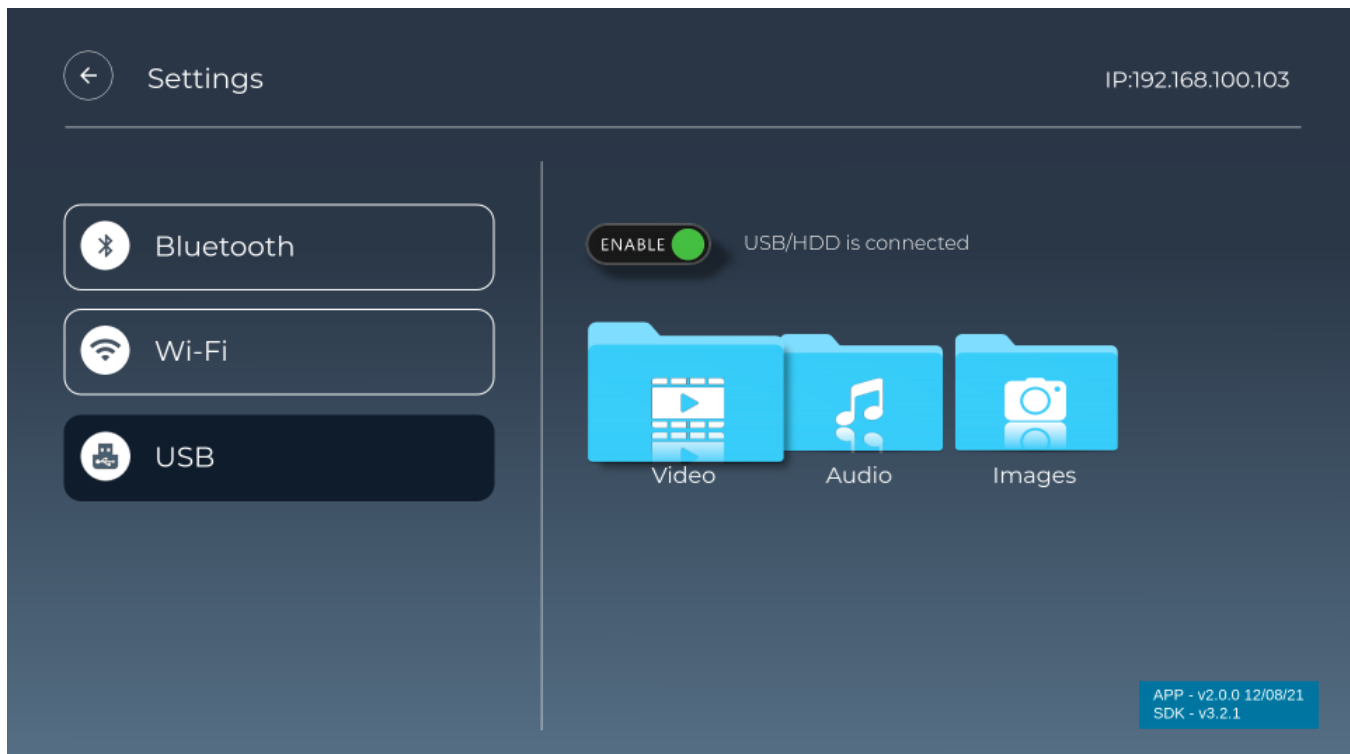 Settings
IP:192.168.100.103
Bluetooth
Wi-Fi
USB
ENABLE
USB/HDD is connected
Video
Audio
Images
APP - v2.0.0 12/08/21
SDK - v3.2.1